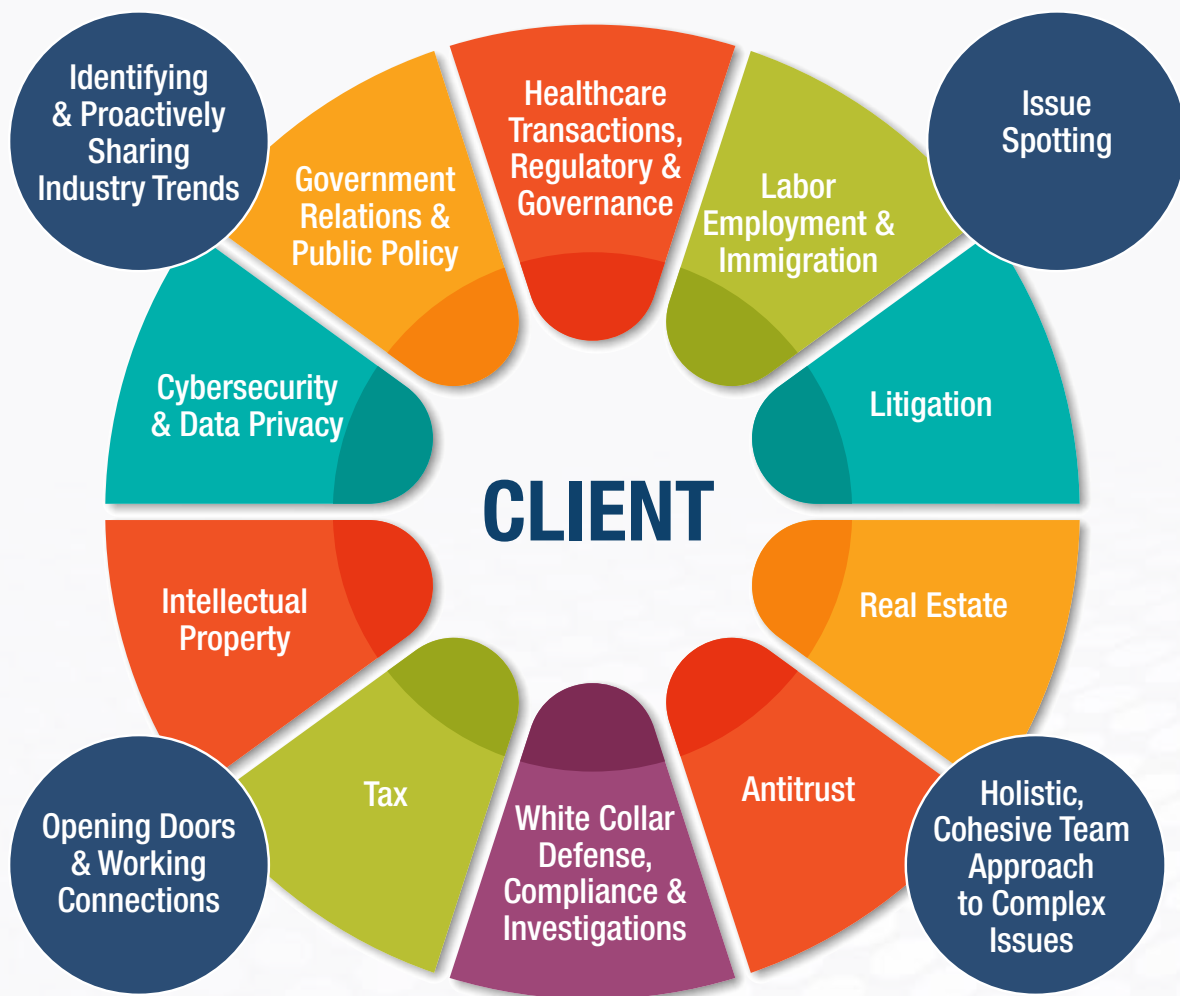 Identifying
& Proactively
Sharing
Industry Trends
Government
Relations &
Public Policy
Healthcare
Transactions,
Regulatory &
Governance
Labor
Employment &
Immigration
Issue
Spotting
Cybersecurity
& Data Privacy
Litigation
CLIENT
Intellectual
Property
Real Estate
Tax
White Collar
Defense,
Compliance &
Investigations
Antitrust
Opening Doors
& Working
Connections
Holistic,
Cohesive Team
Approach
to Complex
Issues